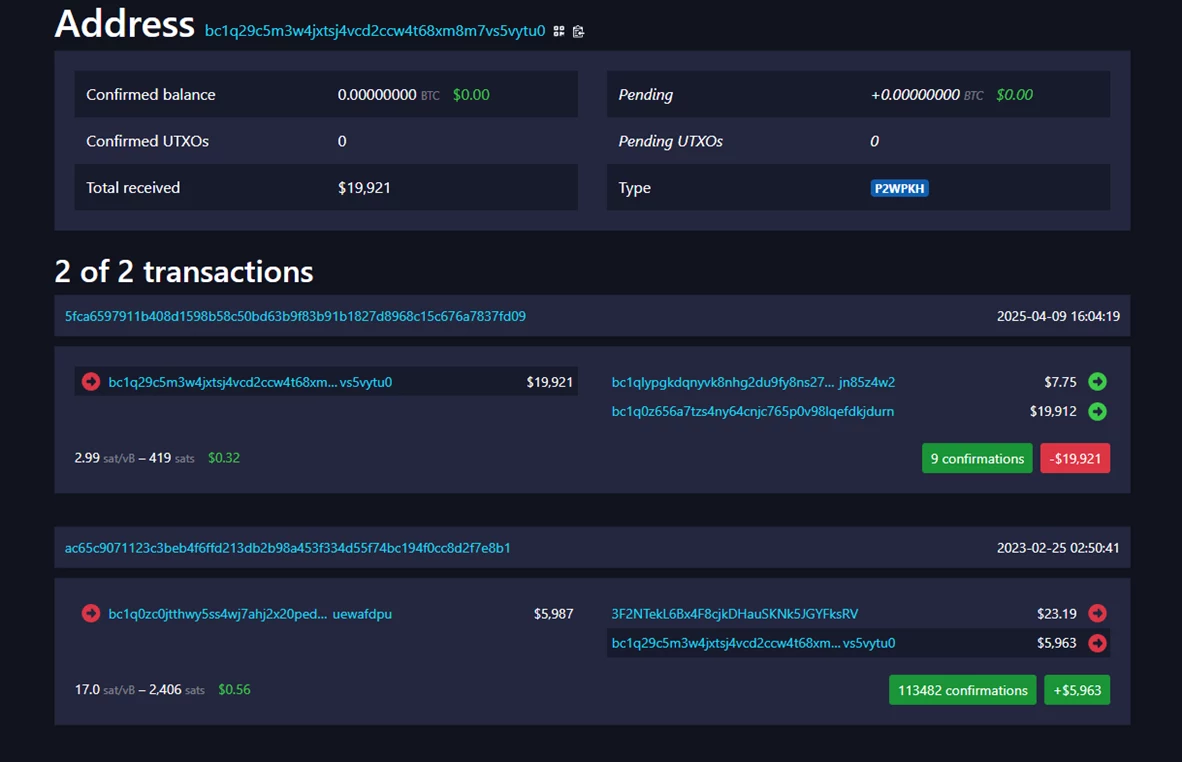 Address bc1q29c5m3w4jxtsj4vcd2ccw4t68xm8m7vs5vytu0
Confirmed balance 0.00000000 BTC $0.00
Pending +0.00000000 BTC $0.00
Confirmed UTXOs 0
Pending UTXOs 0
Total received $19,921
Type P2WPKH
2 of 2 transactions
5fca6597911b408d1598b58c50bd63b9f83b91b1827d8968c15c676a7837fd09 2025-04-09 16:04:19
bc1q29c5m3w4jxtsj4vcd2ccw4t68xm... vs5vytu0 $19,921
bc1qlypgkdqnyvk8nhg2du9fy8ns27... jn85z4w2 $7.75
bc1q0z656a7tzs4ny64cnjc765p0v98lqefdkjdurn $19,912
2.99 sat/vB – 419 sats $0.32
9 confirmations -$19,921
ac65c9071123c3beb4f6ffd213db2b98a453f334d55f74bc194f0cc8d2f7e8b1 2023-02-25 02:50:41
bc1q0zc0jtthwy5ss4wj7ahj2x20ped... uewafdpu $5,987
3F2NTekL6Bx4F8cjkDHauSKNk5JGYFksRV $23.19
bc1q29c5m3w4jxtsj4vcd2ccw4t68xm... vs5vytu0 $5,963
17.0 sat/vB – 2,406 sats $0.56
113482 confirmations +$5,963